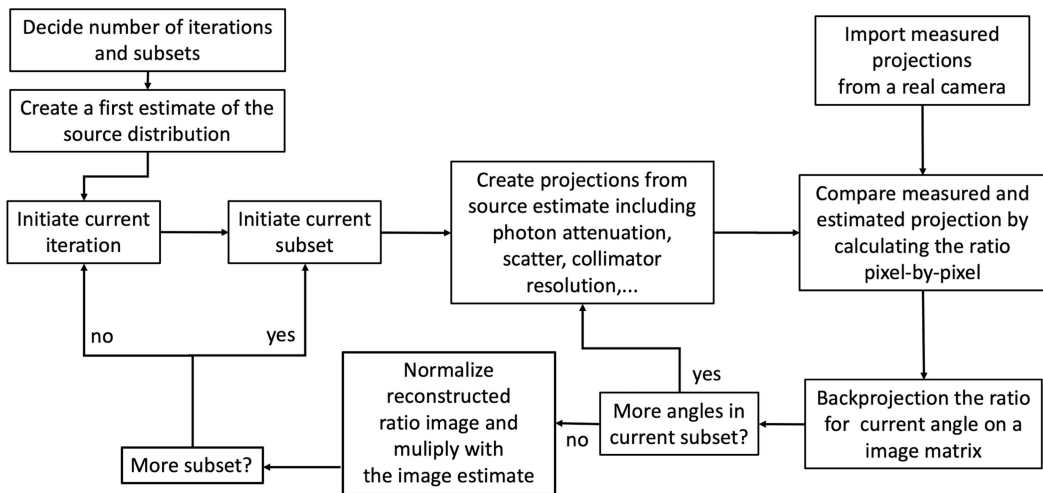 Decide number of iterations
and subsets
Create a first estimate of the
source distribution
Import measured
projections
from a real camera
Initiate current
iteration
Initiate current
subset
Create projections from
source estimate including
photon attenuation,
scatter, collimator
resolution,...
Compare measured and
estimated projection by
calculating the ratio
pixel-by-pixel
no
yes
Normalize
reconstructed
ratio image and
muliply with
the image estimate
yes
no
More angles in
current subset?
Backprojection the ratio
for current angle on a
image matrix
More subset?